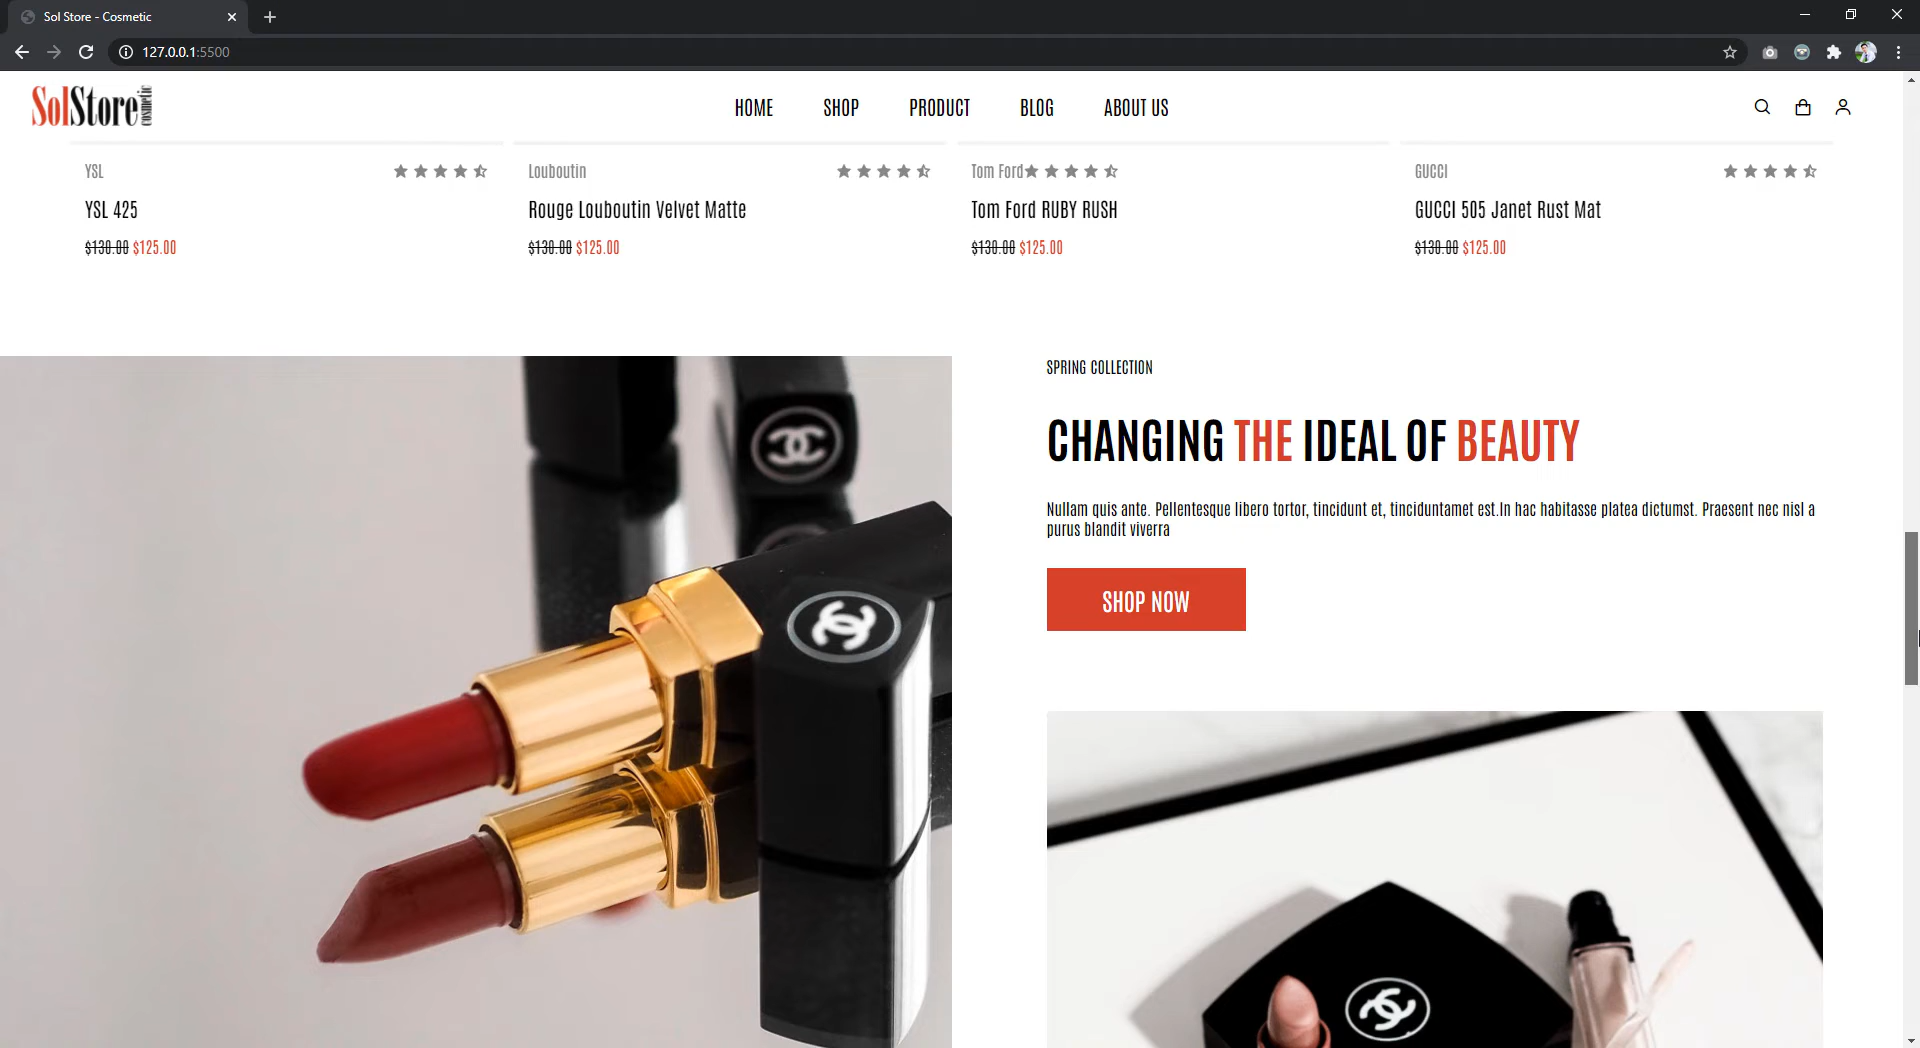 Sol Store - Cosmetic
127.0.0.1:5500
SolStore cosmetic
HOME SHOP PRODUCT BLOG ABOUT US
YSL
YSL 425
$130.00 $125.00
Louboutin
Rouge Louboutin Velvet Matte
$130.00 $125.00
Tom Ford
Tom Ford RUBY RUSH
$130.00 $125.00
GUCCI
GUCCI 505 Janet Rust Mat
$130.00 $125.00
SPRING COLLECTION
CHANGING THE IDEAL OF BEAUTY
Nullam quis ante. Pellentesque libero tortor, tincidunt et, tinciduntamet est.In hac habitasse platea dictumst. Praesent nec nisl a
purus blandit viverra
SHOP NOW